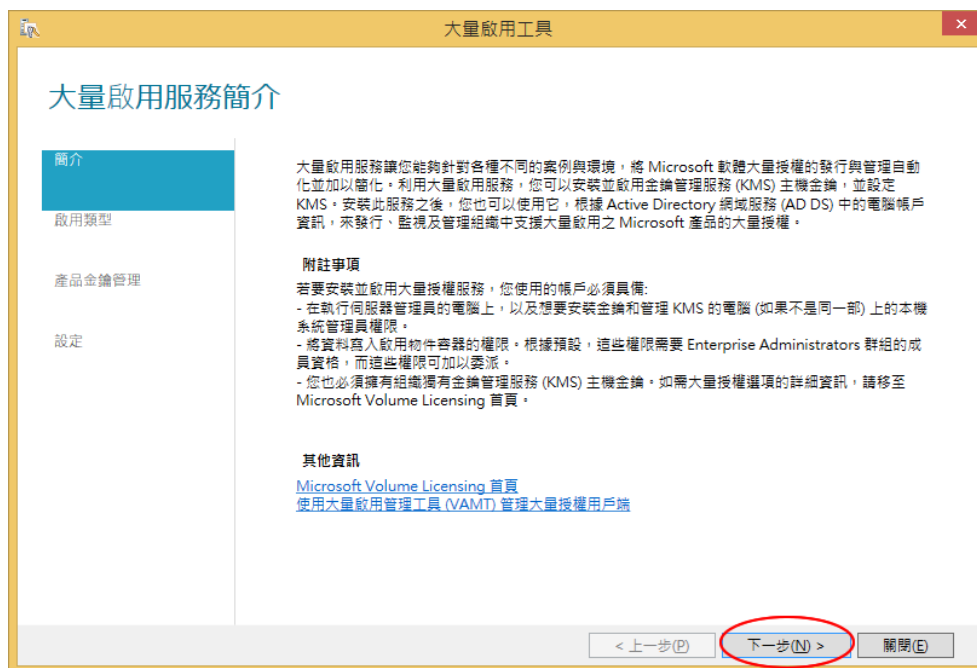 大量啟用工具
大量啟用服務簡介
簡介
啟用類型
產品金鑰管理
設定
大量啟用服務讓您能夠針對各種不同的案例與環境，將 Microsoft 軟體大量授權的發行與管理自動
化並加以簡化。利用大量啟用服務，您可以安裝並啟用金鑰管理服務 (KMS) 主機金鑰，並設定
KMS。安裝此服務之後，您也可以使用它，根據 Active Directory 網域服務 (AD DS) 中的電腦帳戶
資訊，來發行、監視及管理組織中支援大量啟用之 Microsoft 產品的大量授權。
附註事項
若要安裝並啟用大量授權服務，您使用的帳戶必須具備:
- 在執行伺服器管理員的電腦上，以及想要安裝金鑰和管理 KMS 的電腦 (如果不是同一部) 上的本機
系統管理員權限。
- 將資料寫入啟用物件容器的權限。根據預設，這些權限需要 Enterprise Administrators 群組的成
員資格，而這些權限可加以委派。
- 您也必須擁有組織獨有金鑰管理服務 (KMS) 主機金鑰。如需大量授權選項的詳細資訊，請移至
Microsoft Volume Licensing 首頁。
其他資訊
Microsoft Volume Licensing 首頁
使用大量啟用管理工具 (VAMT) 管理大量授權用戶端
< 上一步(P) 下一步(N) > 關閉(E)